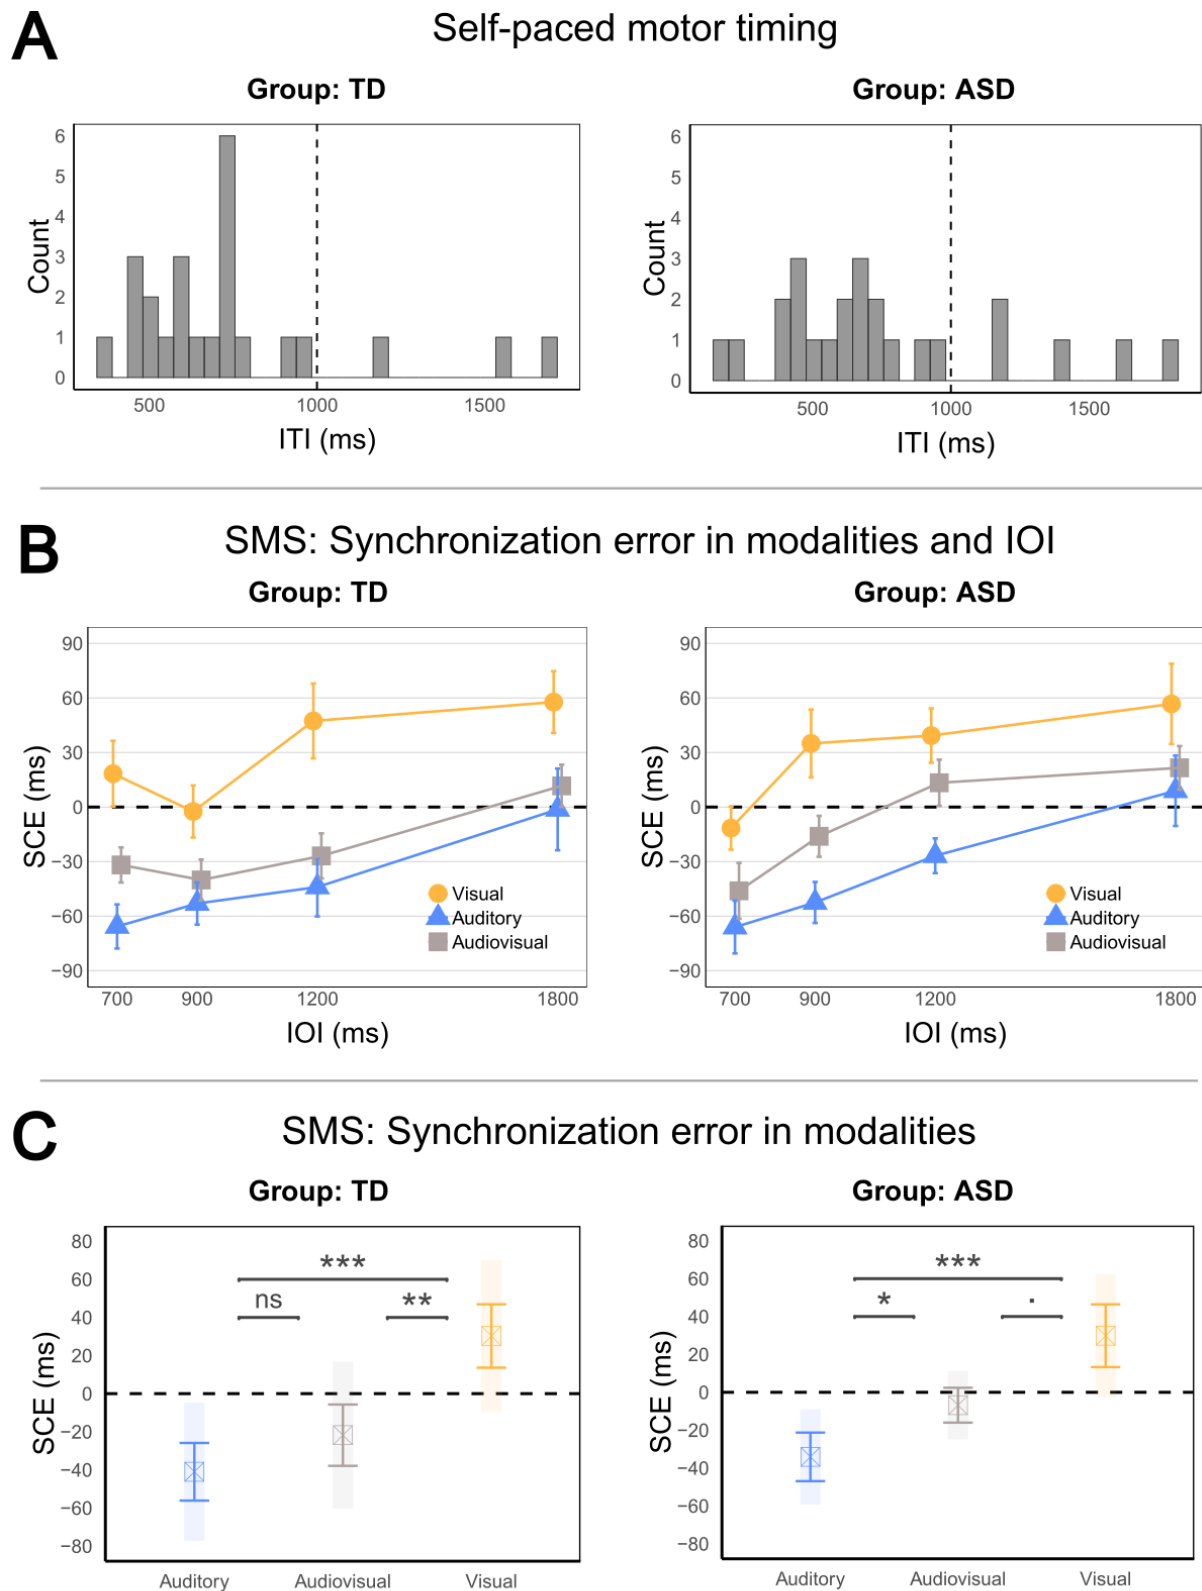 A
Self-paced motor timing
Group: TD
Group: ASD
Count
6
5
4
3
2
1
0
500 1000 1500
ITI (ms)
Count
6
5
4
3
2
1
0
500 1000 1500
ITI (ms)
B
SMS: Synchronization error in modalities and IOI
Group: TD
Group: ASD
SCE (ms)
90
60
30
0
−30
−60
−90
Visual
Auditory
Audiovisual
700 900 1200 1800
IOI (ms)
SCE (ms)
90
60
30
0
−30
−60
−90
Visual
Auditory
Audiovisual
700 900 1200 1800
IOI (ms)
C
SMS: Synchronization error in modalities
Group: TD
Group: ASD
SCE (ms)
80
60
40
20
0
−20
−40
−60
−80
***
ns
**
Auditory Audiovisual Visual
SCE (ms)
80
60
40
20
0
−20
−40
−60
−80
***
*
.
Auditory Audiovisual Visual